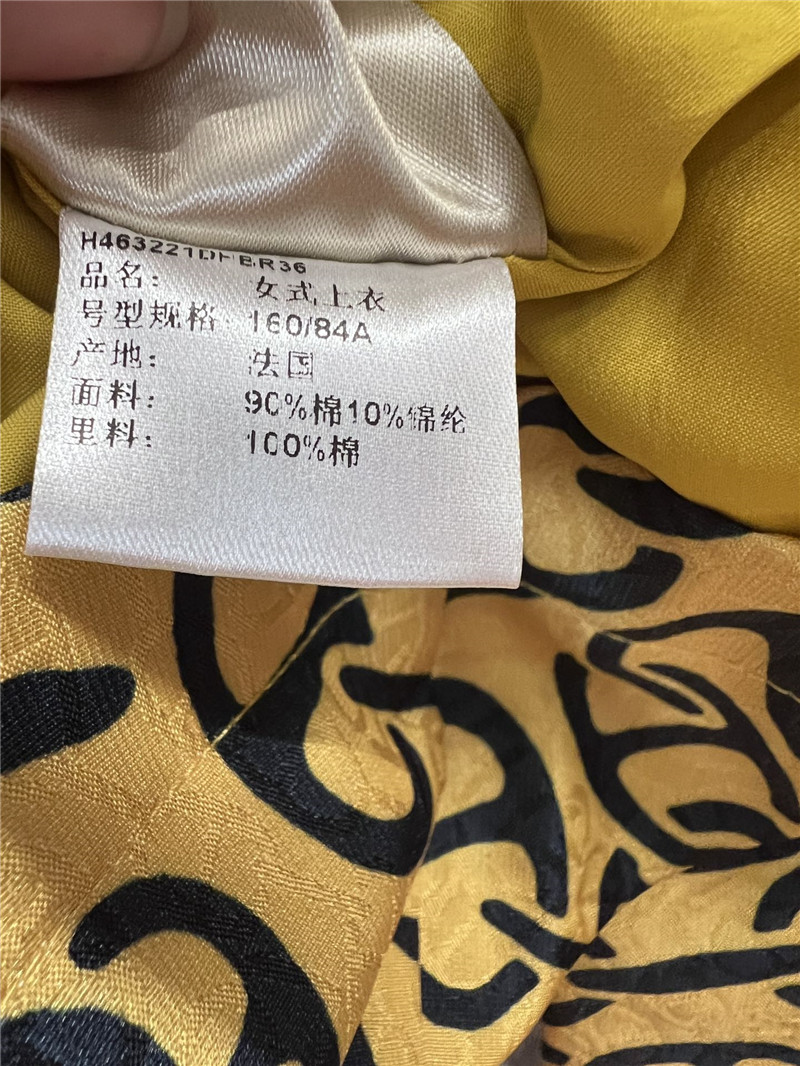 H463221DHBR36
品名: 女式上衣
号型规格 160/84A
产地: 法国
面料: 90%棉10%锦纶
里料: 100%棉